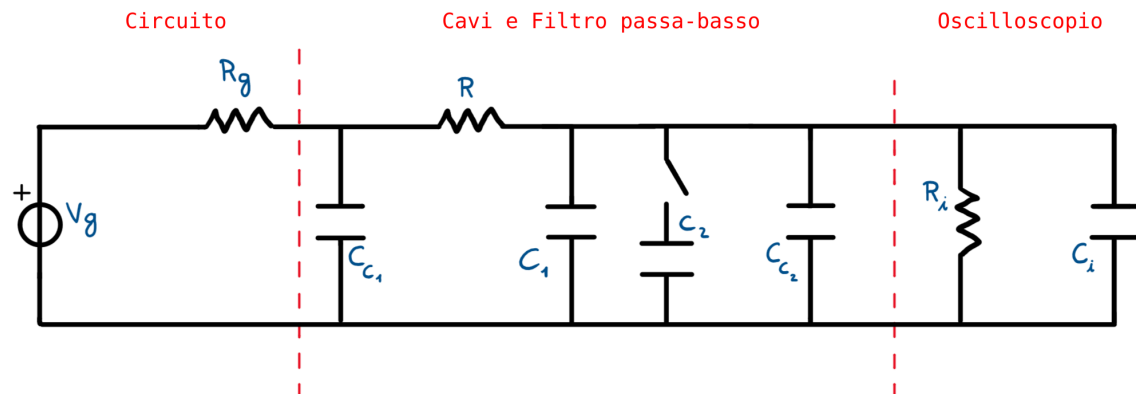 Circuito
Cavi e Filtro passa-basso
Oscilloscopio
Rg
R
+
Vg
Cc1
C1
C2
Cc2
Ri
Ci